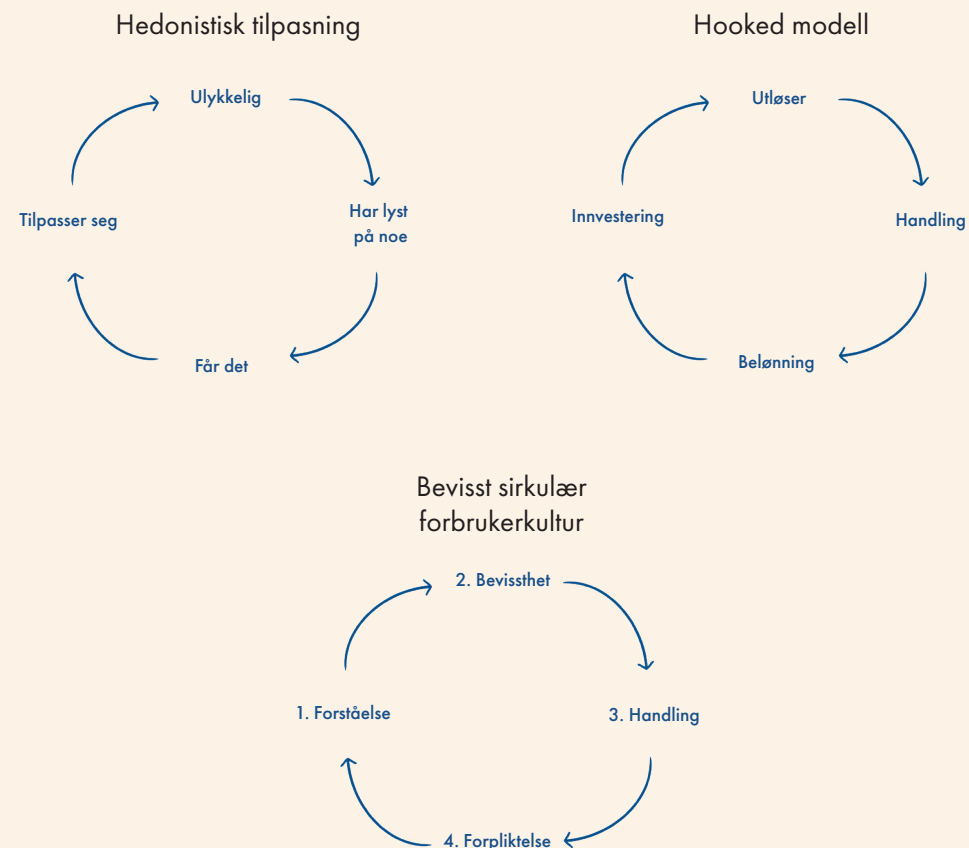 Hedonistisk tilpasning
Ulykkelig
Har lyst
på noe
Får det
Tilpasser seg
Hooked modell
Utløser
Handling
Belønning
Innvestering
Bevisst sirkulær
forbrukerkultur
1. Forståelse
2. Bevissthet
3. Handling
4. Forpliktelse